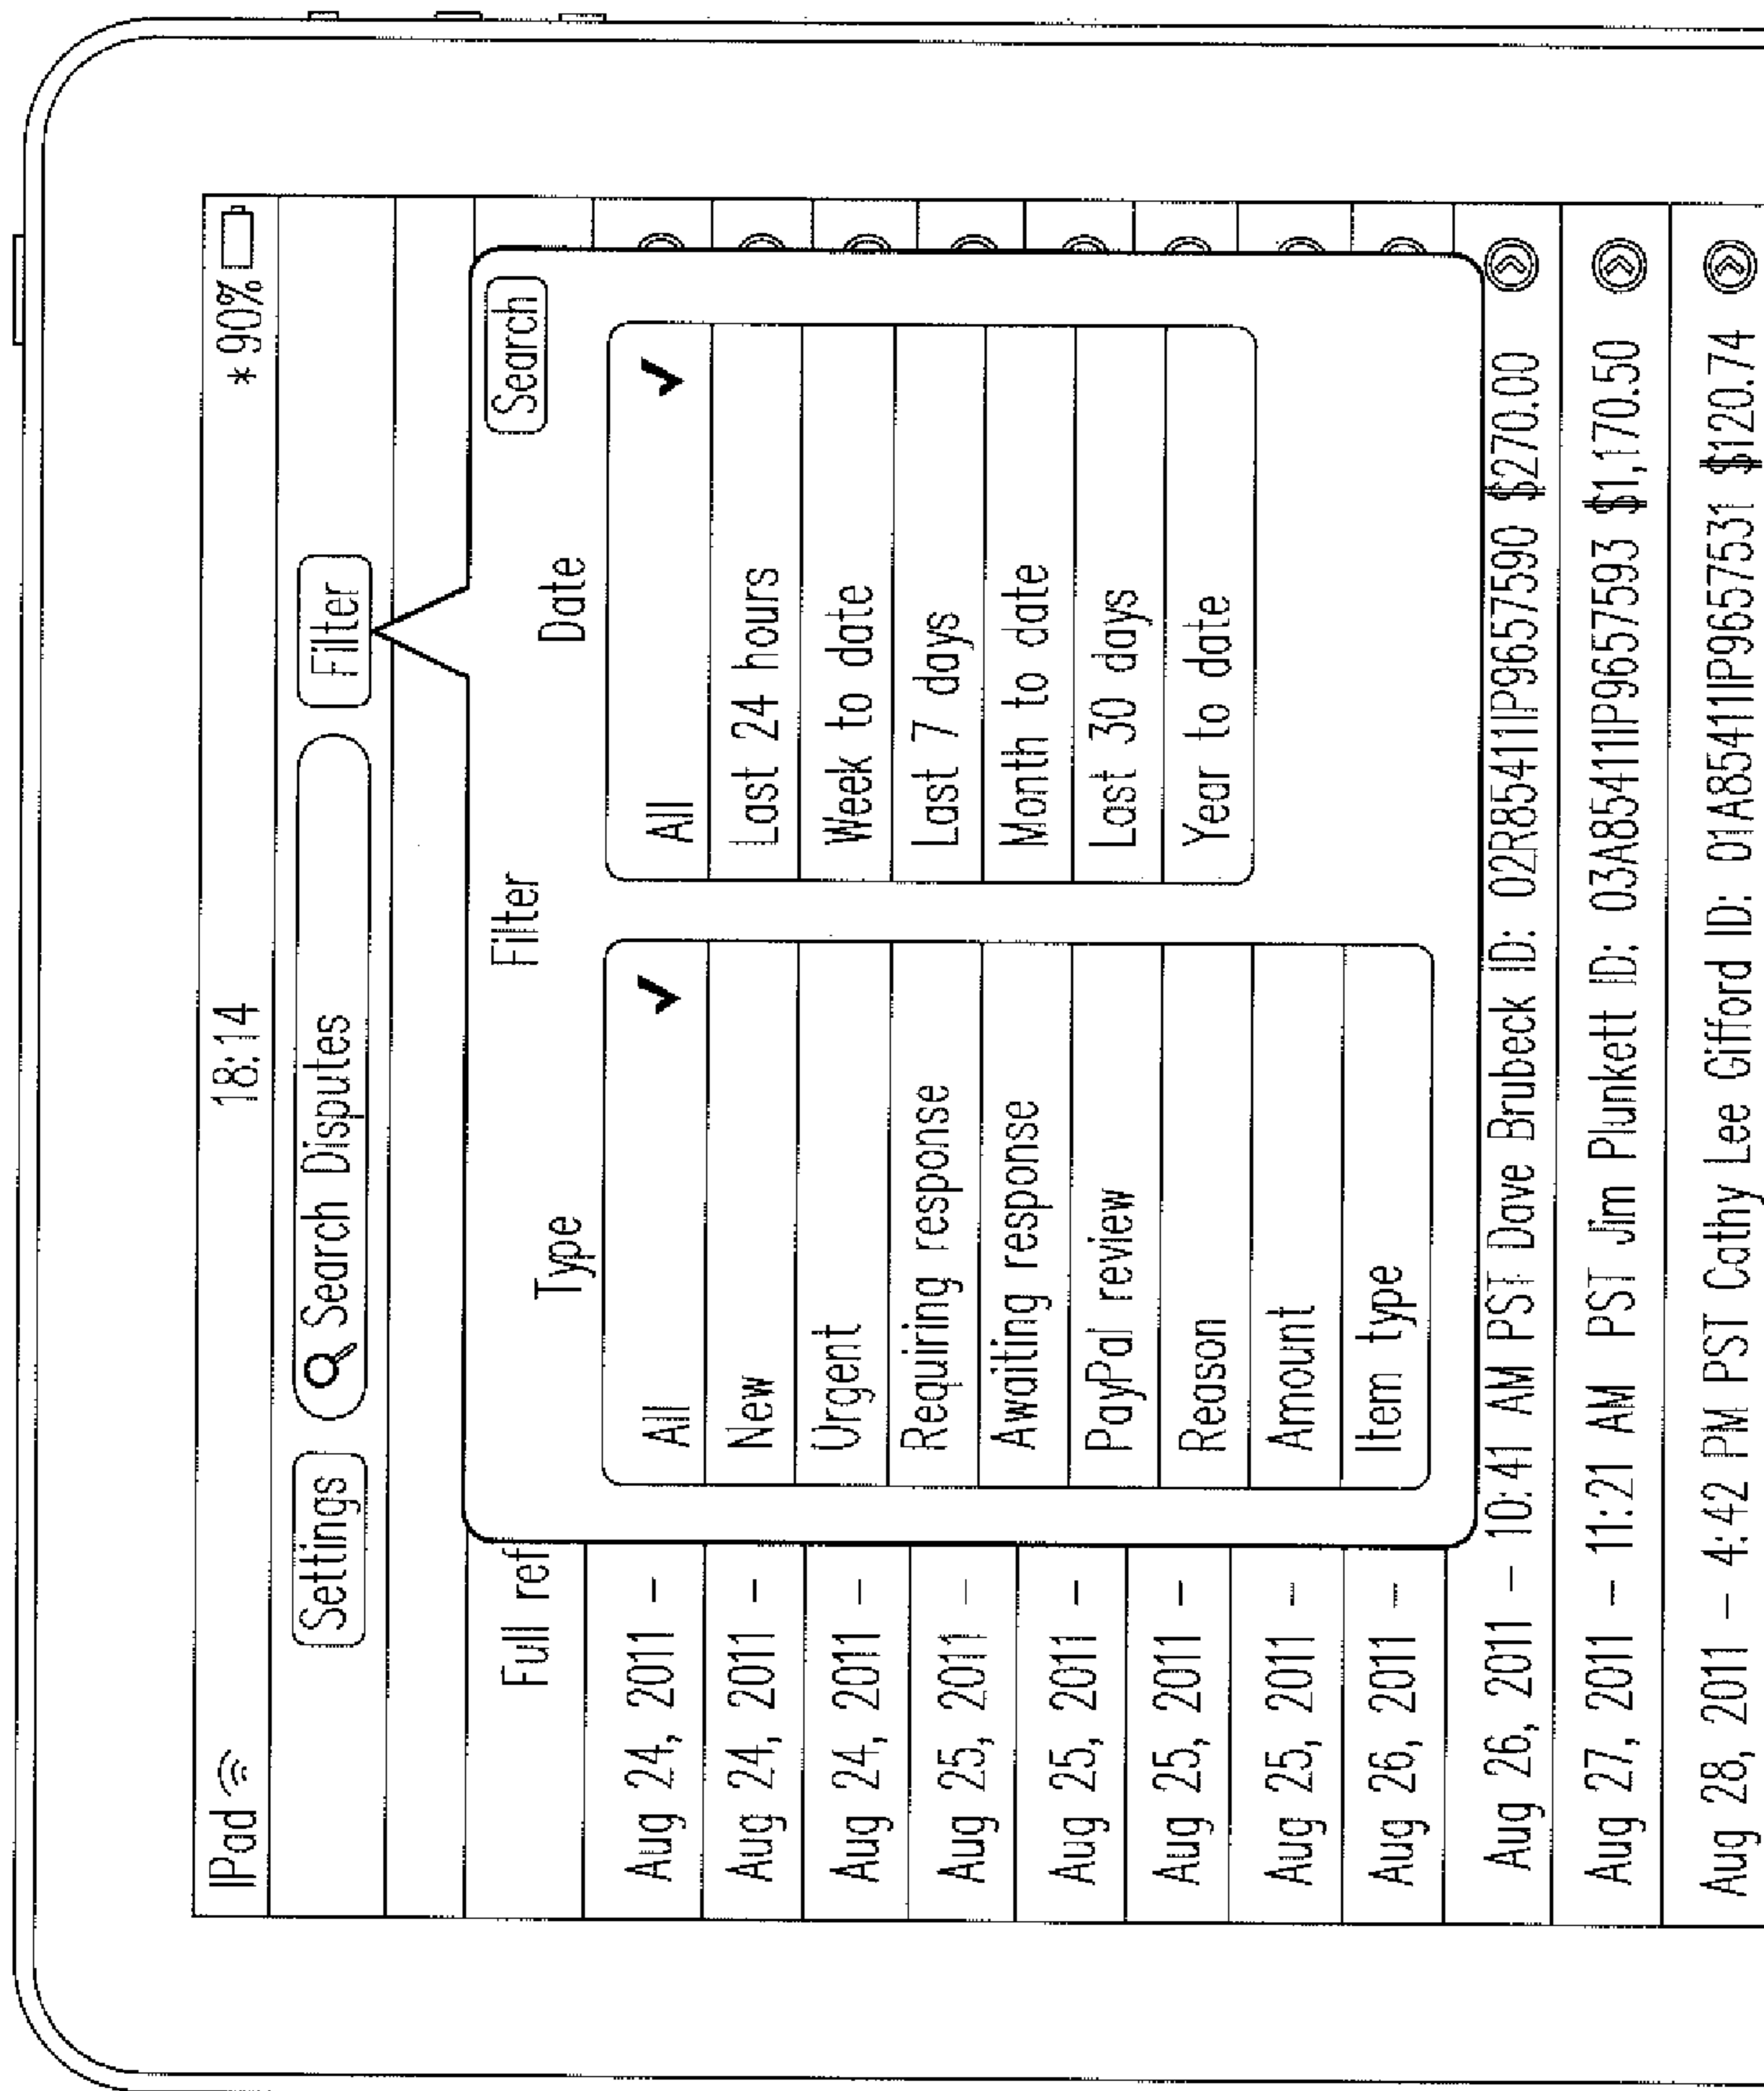 IPad 18:14 * 90%
Settings Search Disputes Filter
Full ref
Filter Search
Type Date
All All
New Last 24 hours
Urgent Week to date
Requiring response Last 7 days
Awaiting response Month to date
PayPal review Last 30 days
Reason Year to date
Amount
Item type
Aug 24, 2011 –
Aug 24, 2011 –
Aug 24, 2011 –
Aug 25, 2011 –
Aug 25, 2011 –
Aug 25, 2011 –
Aug 25, 2011 –
Aug 26, 2011 –
Aug 26, 2011 – 10:41 AM PST Dave Brubeck ID: 02R85411IP9657590 $270.00
Aug 27, 2011 – 11:21 AM PST Jim Plunkett ID: 03A85411IP9657593 $1,170.50
Aug 28, 2011 – 4:42 PM PST Cathy Lee Gifford ID: 01A85411IP9657531 $120.74